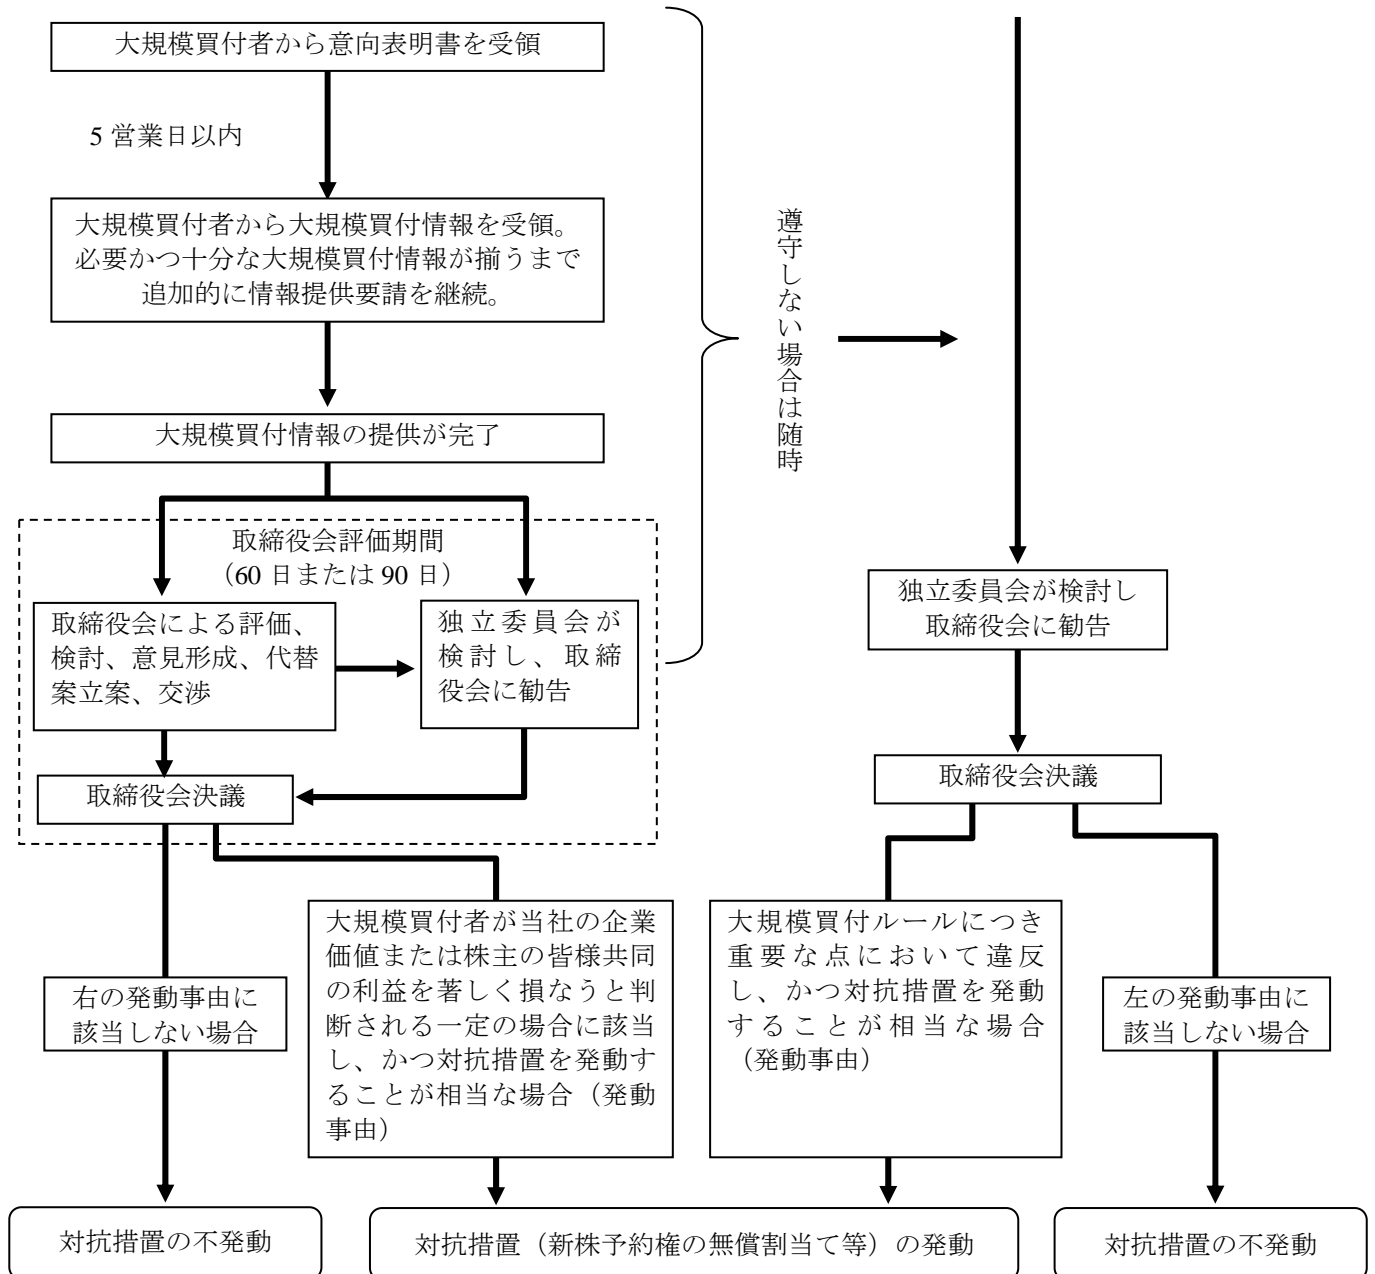 大規模買付者から意向表明書を受領
5 営業日以内
大規模買付者から大規模買付情報を受領。
必要かつ十分な大規模買付情報が揃うまで
追加的に情報提供要請を継続。
大規模買付情報の提供が完了
取締役会評価期間
（60 日または 90 日）
取締役会による評価、
検討、意見形成、代替
案立案、交渉
独立委員会が
検討し、取締
役会に勧告
取締役会決議
遵守しない場合は随時
独立委員会が検討し
取締役会に勧告
取締役会決議
右の発動事由に
該当しない場合
大規模買付者が当社の企業
価値または株主の皆様共同
の利益を著しく損なうと判
断される一定の場合に該当
し、かつ対抗措置を発動す
ることが相当な場合（発動
事由）
大規模買付ルールにつき
重要な点において違反
し、かつ対抗措置を発動
することが相当な場合
（発動事由）
左の発動事由に
該当しない場合
対抗措置の不発動
対抗措置（新株予約権の無償割当て等）の発動
対抗措置の不発動